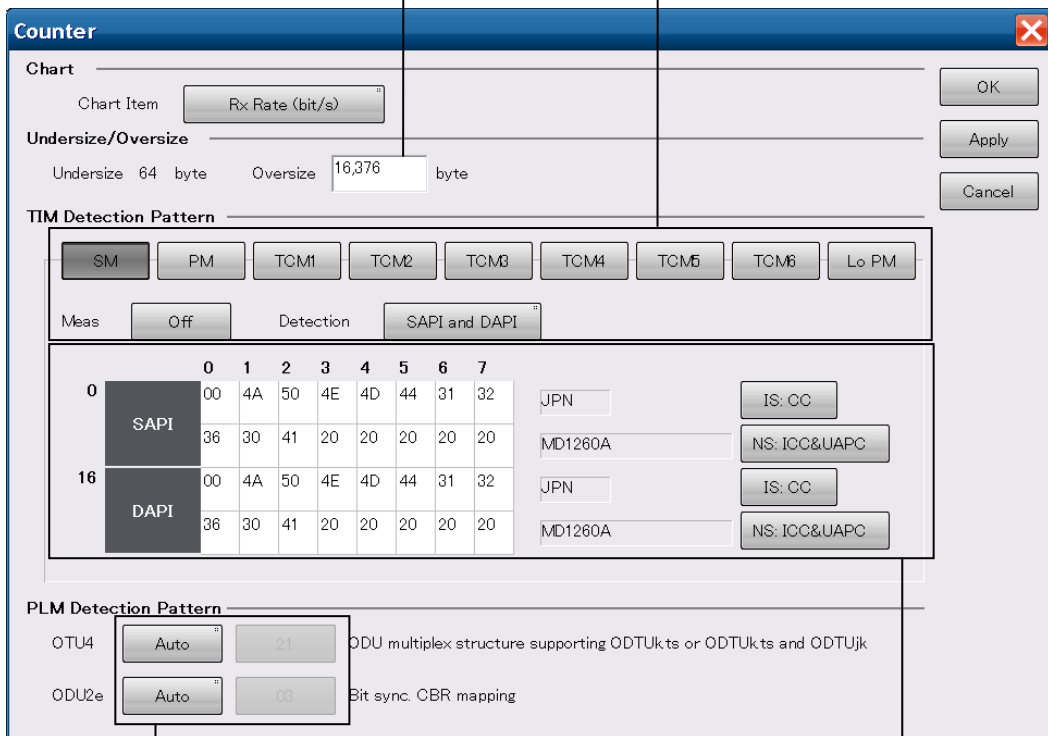 Counter
Chart
OK
Chart Item Rx Rate (bit/s)
Undersize/Oversize
Apply
Undersize 64 byte Oversize 16,376 byte
Cancel
TIM Detection Pattern
SM PM TCM1 TCM2 TCM3 TCM4 TCM5 TCM6 Lo PM
Meas Off Detection SAPI and DAPI
0 1 2 3 4 5 6 7
0 SAPI 00 4A 50 4E 4D 44 31 32 JPN IS: CC
36 30 41 20 20 20 20 20 MD1260A NS: ICC&UAPC
16 DAPI 00 4A 50 4E 4D 44 31 32 JPN IS: CC
36 30 41 20 20 20 20 20 MD1260A NS: ICC&UAPC
PLM Detection Pattern
OTU4 Auto 21 ODU multiplex structure supporting ODTUk.ts or ODTUk.ts and ODTUjk
ODU2e Auto 03 Bit sync. CBR mapping